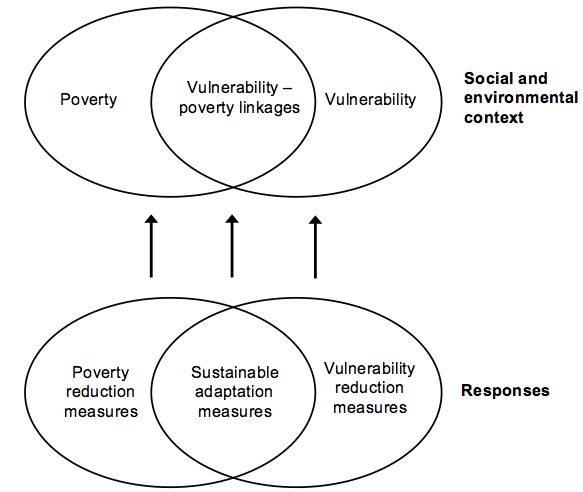 Poverty
Vulnerability –
poverty linkages
Vulnerability
Social and
environmental
context
Poverty
reduction
measures
Sustainable
adaptation
measures
Vulnerability
reduction
measures
Responses